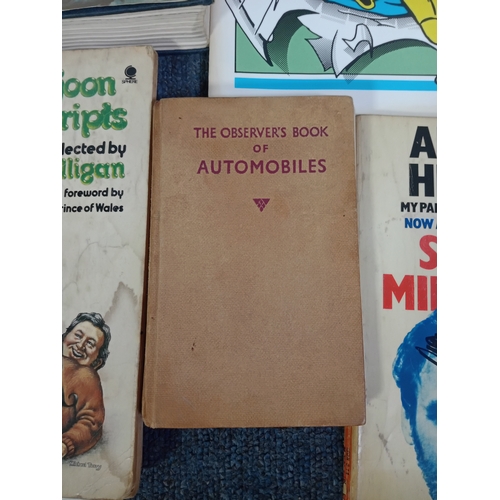 oon
ripts
lected by
lligan
foreword by
rince of Wales
SPHERE
THE OBSERVER'S BOOK
OF
AUTOMOBILES
A
H
MY PA
NOW
S
MI